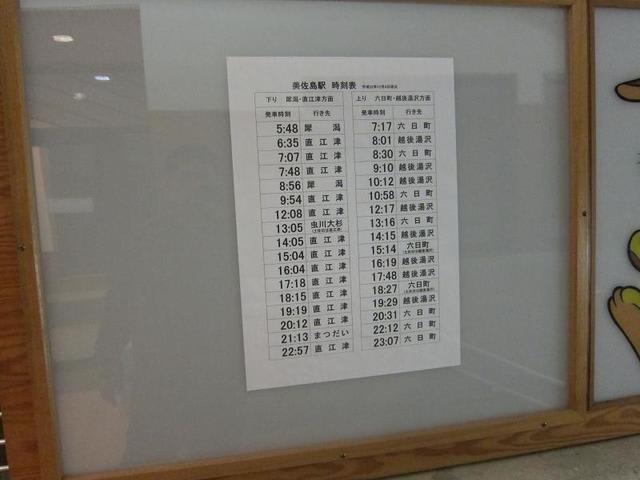 美佐島駅 時刻表
下り 犀潟・直江津方面
発車時刻 行き先
5:48 犀潟
6:35 直江津
7:07 直江津
7:48 直江津
8:56 犀潟
9:54 直江津
12:08 直江津
13:05 虫川大杉
14:05 直江津
15:04 直江津
16:04 直江津
17:18 直江津
18:15 直江津
19:19 直江津
20:12 直江津
21:13 まつだい
22:57 直江津
上り 六日町・越後湯沢方面
発車時刻 行き先
7:17 六日町
8:01 越後湯沢
8:30 六日町
9:10 越後湯沢
10:12 越後湯沢
10:58 六日町
12:17 越後湯沢
13:16 六日町
14:15 越後湯沢
15:14 六日町
16:19 越後湯沢
17:48 越後湯沢
18:27 六日町
19:29 越後湯沢
20:31 六日町
22:12 六日町
23:07 六日町